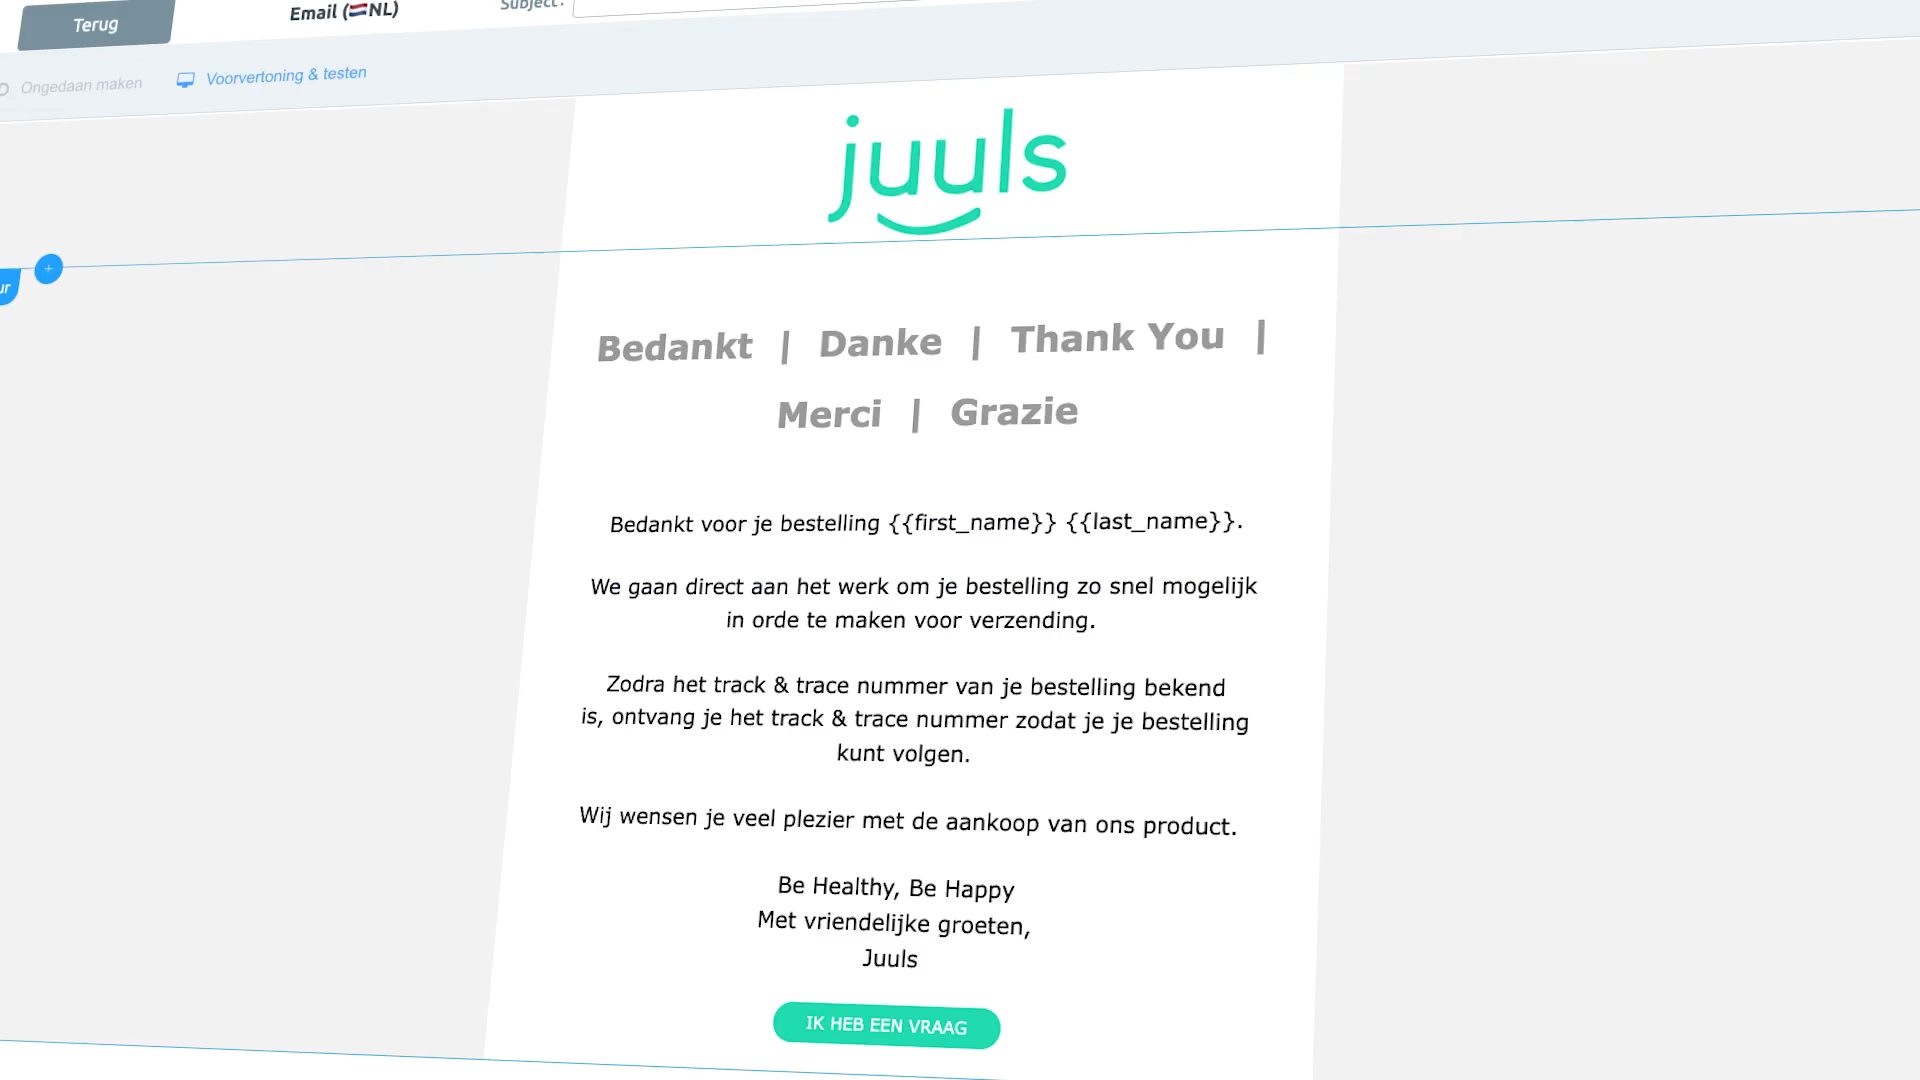 Terug
Email (NL)
Subject:
Ongedaan maken
Voorvertoning & testen
juuls
Bedankt | Danke | Thank You |
Merci | Grazie
Bedankt voor je bestelling {{first_name}} {{last_name}}.
We gaan direct aan het werk om je bestelling zo snel mogelijk
in orde te maken voor verzending.
Zodra het track & trace nummer van je bestelling bekend
is, ontvang je het track & trace nummer zodat je je bestelling
kunt volgen.
Wij wensen je veel plezier met de aankoop van ons product.
Be Healthy, Be Happy
Met vriendelijke groeten,
Juuls
IK HEB EEN VRAAG